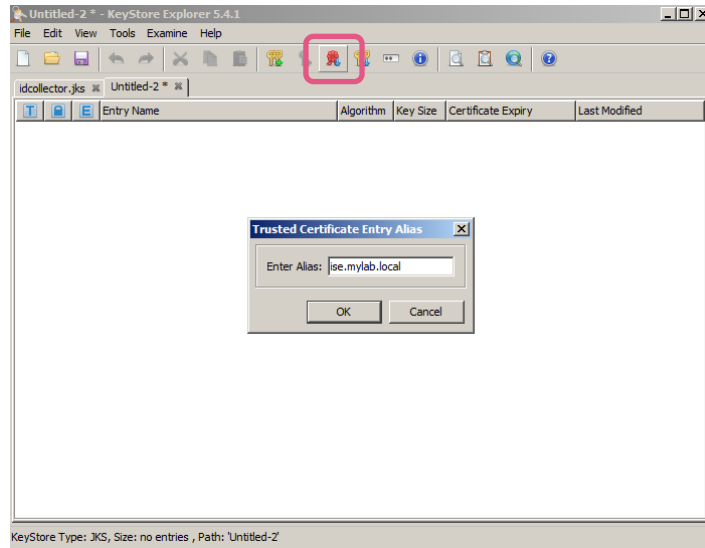 Untitled-2 * - KeyStore Explorer 5.4.1
File Edit View Tools Examine Help
idcollector.jks Untitled-2 *
T E Entry Name Algorithm Key Size Certificate Expiry Last Modified
Trusted Certificate Entry Alias
Enter Alias: ise.mylab.local
OK Cancel
KeyStore Type: JKS, Size: no entries , Path: 'Untitled-2'